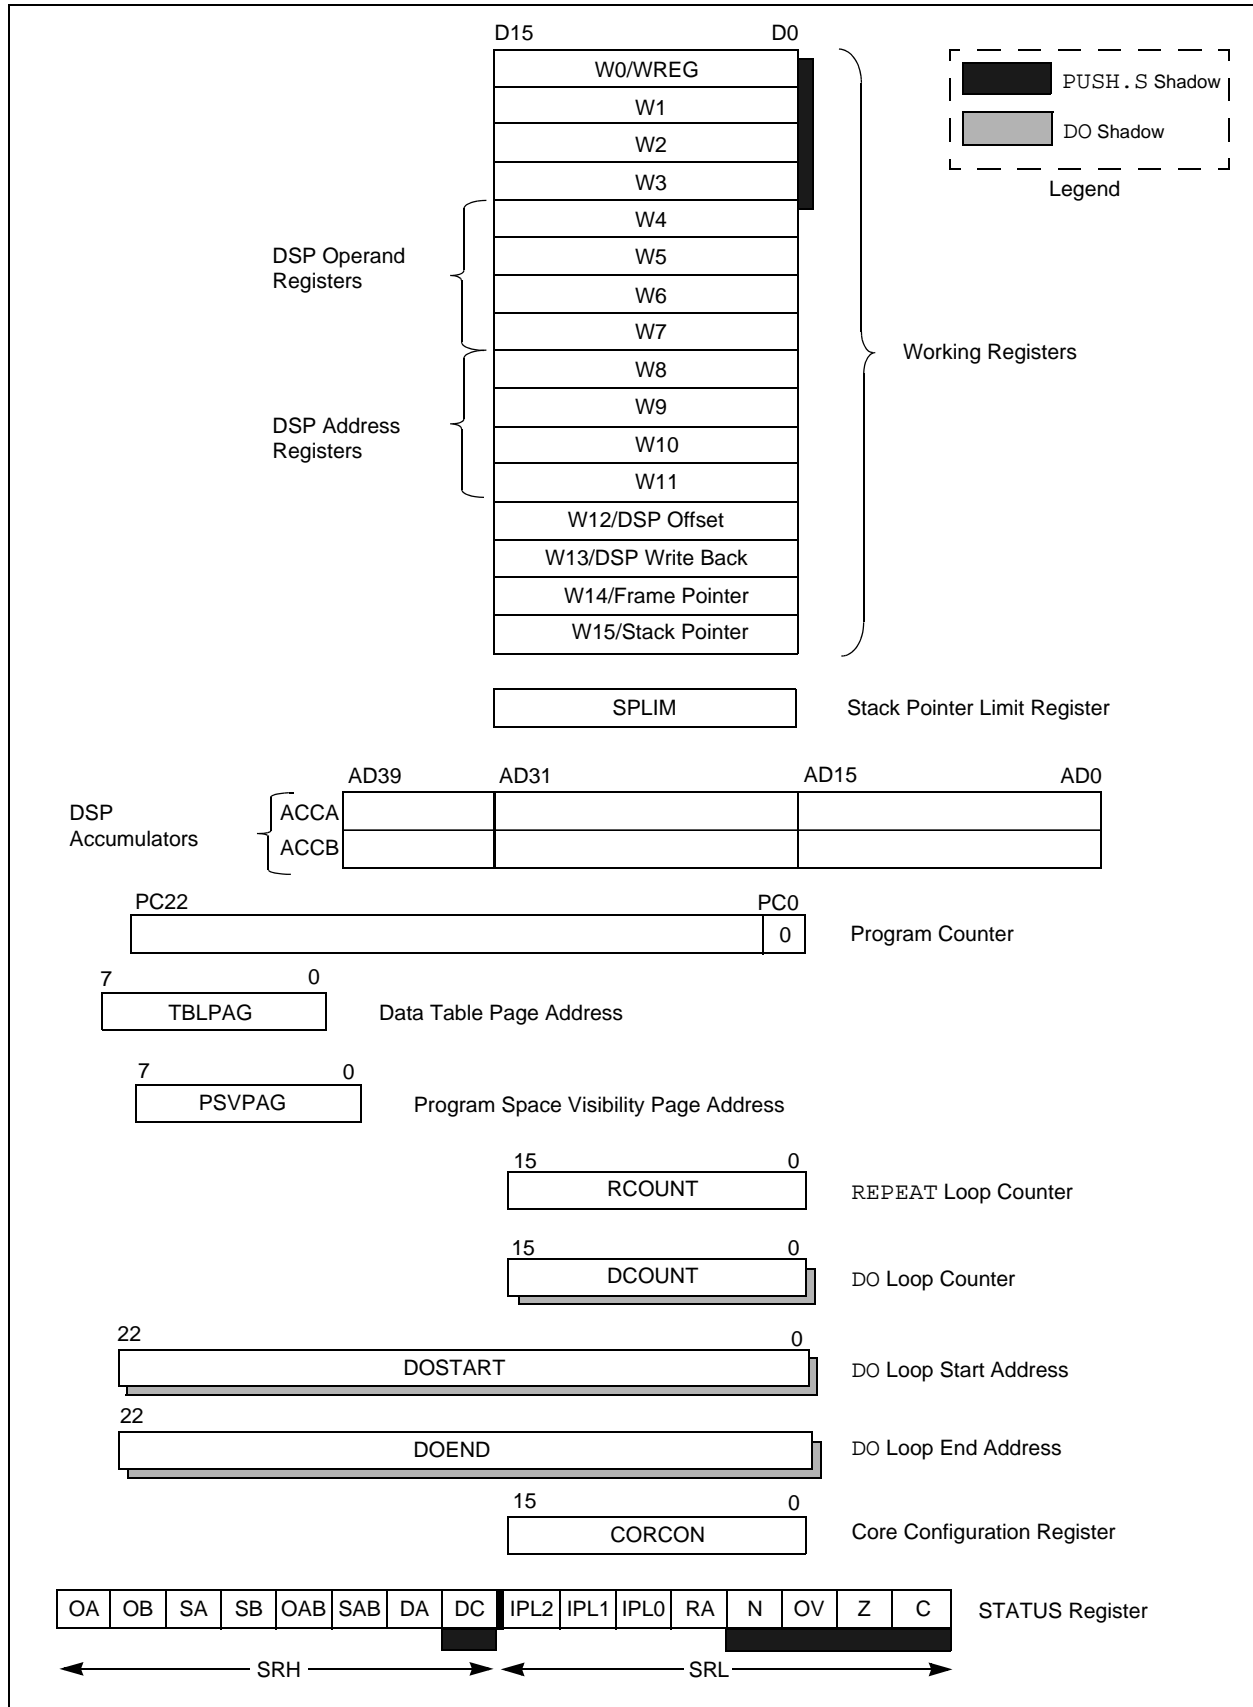 D15 D0
W0/WREG
W1
W2
W3
W4
W5
W6
W7
W8
W9
W10
W11
W12/DSP Offset
W13/DSP Write Back
W14/Frame Pointer
W15/Stack Pointer
PUSH.S Shadow
DO Shadow
Legend
DSP Operand
Registers
DSP Address
Registers
Working Registers
SPLIM Stack Pointer Limit Register
AD39 AD31 AD15 AD0
DSP
Accumulators
ACCA
ACCB
PC22 PC0
0 Program Counter
7 0
TBLPAG Data Table Page Address
7 0
PSVPAG Program Space Visibility Page Address
15 0
RCOUNT REPEAT Loop Counter
15 0
DCOUNT DO Loop Counter
22 0
DOSTART DO Loop Start Address
22
DOEND DO Loop End Address
15 0
CORCON Core Configuration Register
OA OB SA SB OAB SAB DA DC IPL2 IPL1 IPL0 RA N OV Z C STATUS Register
SRH SRL